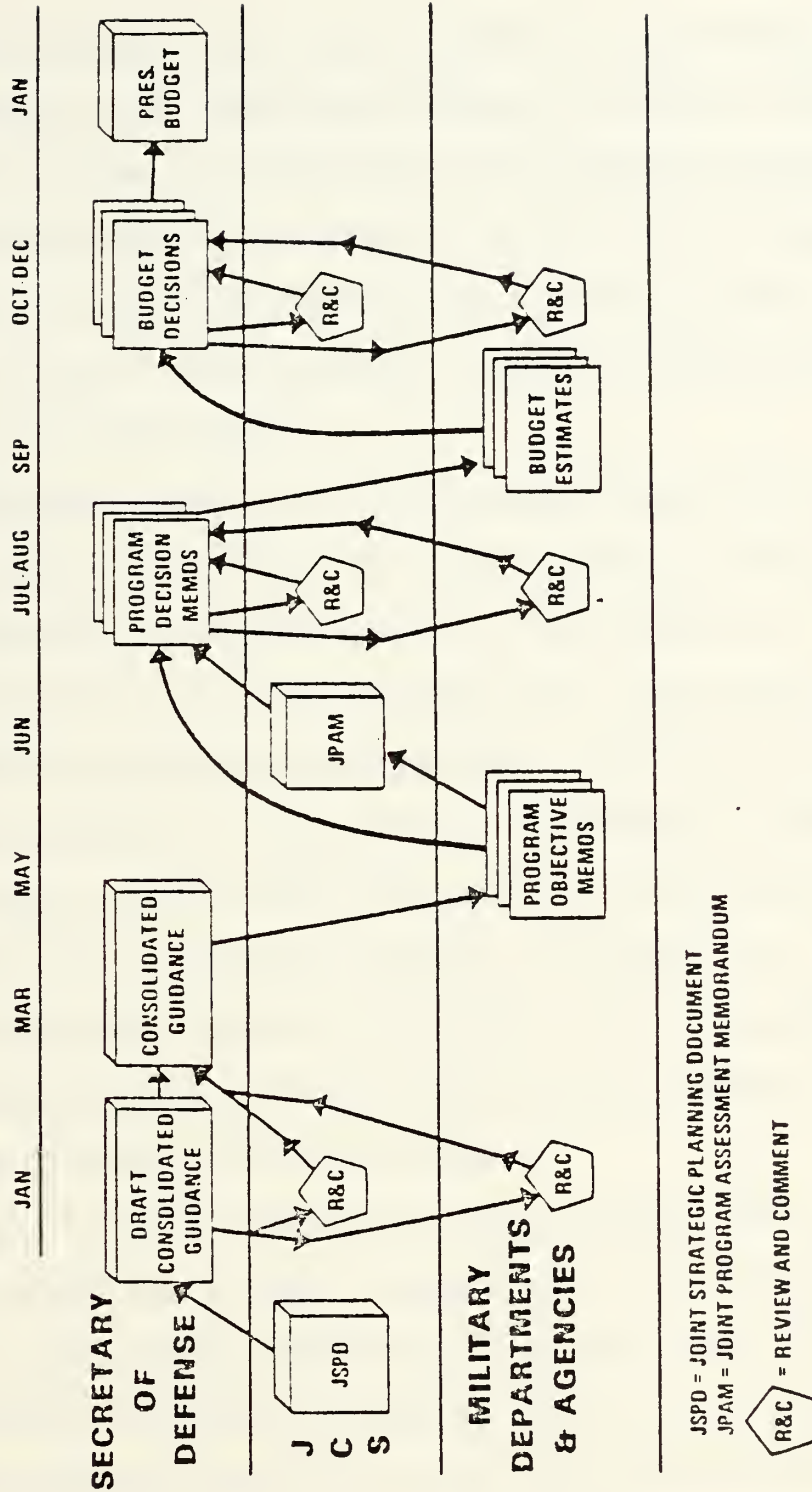 JAN
MAR
MAY
JUN
JUL-AUG
SEP
OCT-DEC
JAN
SECRETARY
OF
DEFENSE
DRAFT
CONSOLIDATED
GUIDANCE
CONSOLIDATED
GUIDANCE
PROGRAM
DECISION
MEMOS
BUDGET
DECISIONS
PRES.
BUDGET
J
C
S
JSPD
R&C
JPAM
R&C
R&C
MILITARY
DEPARTMENTS
& AGENCIES
R&C
PROGRAM
OBJECTIVE
MEMOS
R&C
BUDGET
ESTIMATES
R&C
JSPD = JOINT STRATEGIC PLANNING DOCUMENT
JPAM = JOINT PROGRAM ASSESSMENT MEMORANDUM
R&C = REVIEW AND COMMENT